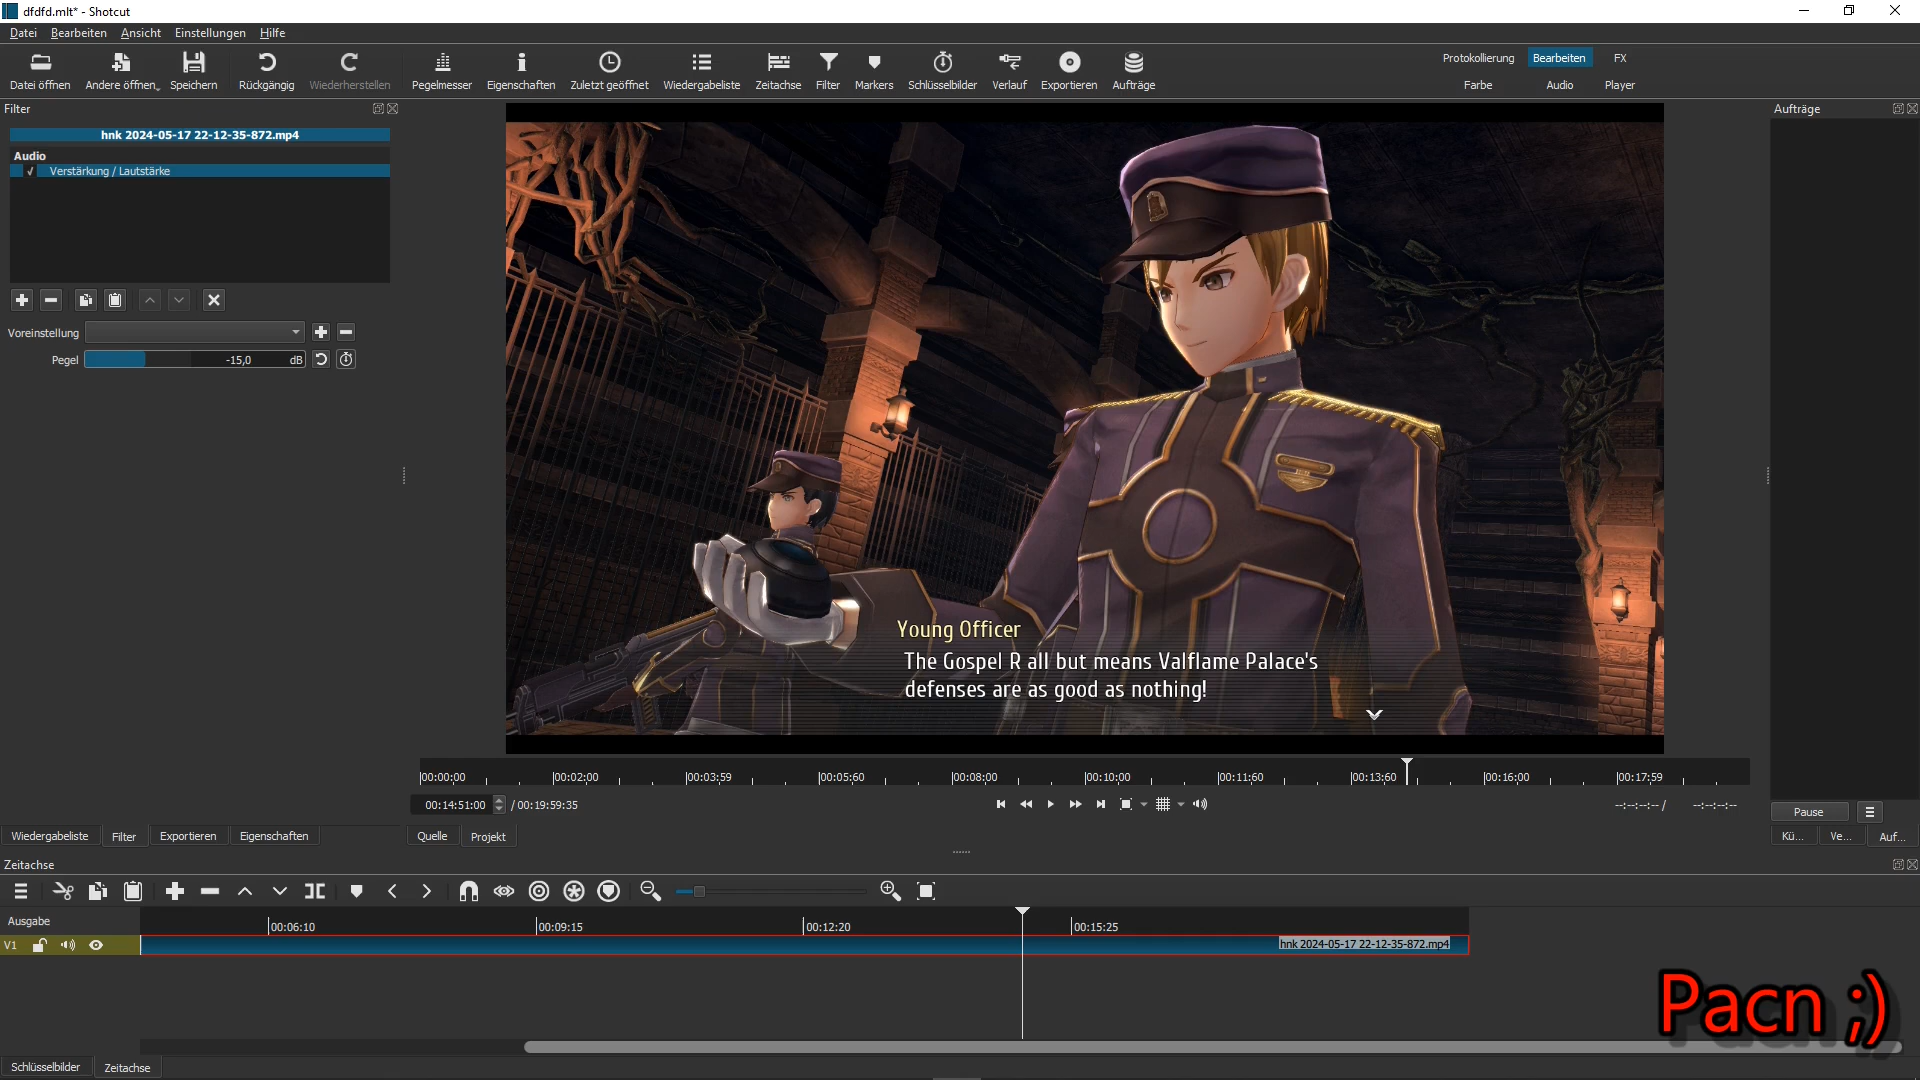 dfdfd.mlt* - Shotcut
Datei Bearbeiten Ansicht Einstellungen Hilfe
Datei öffnen Andere öffnen Speichern Rückgängig Wiederherstellen Pegelmesser Eigenschaften Zuletzt geöffnet Wiedergabeliste Zeitachse Filter Markers Schlüsselbilder Verlauf Exportieren Aufträge
Protokollierung Bearbeiten FX
Farbe Audio Player
Filter
hnk 2024-05-17 22-12-35-872.mp4
Audio
Verstärkung / Lautstärke
Voreinstellung
Pegel -15,0 dB
Aufträge
Young Officer
The Gospel R all but means Valflame Palace's
defenses are as good as nothing!
00:00:00 00:02:00 00:03:59 00:05:60 00:08:00 00:10:00 00:11:60 00:13:60 00:16:00 00:17:59
00:14:51:00 / 00:19:59:35
--:--:--:-- / --:--:--:--
Pause
Wiedergabeliste Filter Exportieren Eigenschaften
Quelle Projekt
Kü... Ve... Auf...
Zeitachse
Ausgabe
00:06:10 00:09:15 00:12:20 00:15:25
V1
hnk 2024-05-17 22-12-35-872.mp4
Pacn ;)
Schlüsselbilder Zeitachse